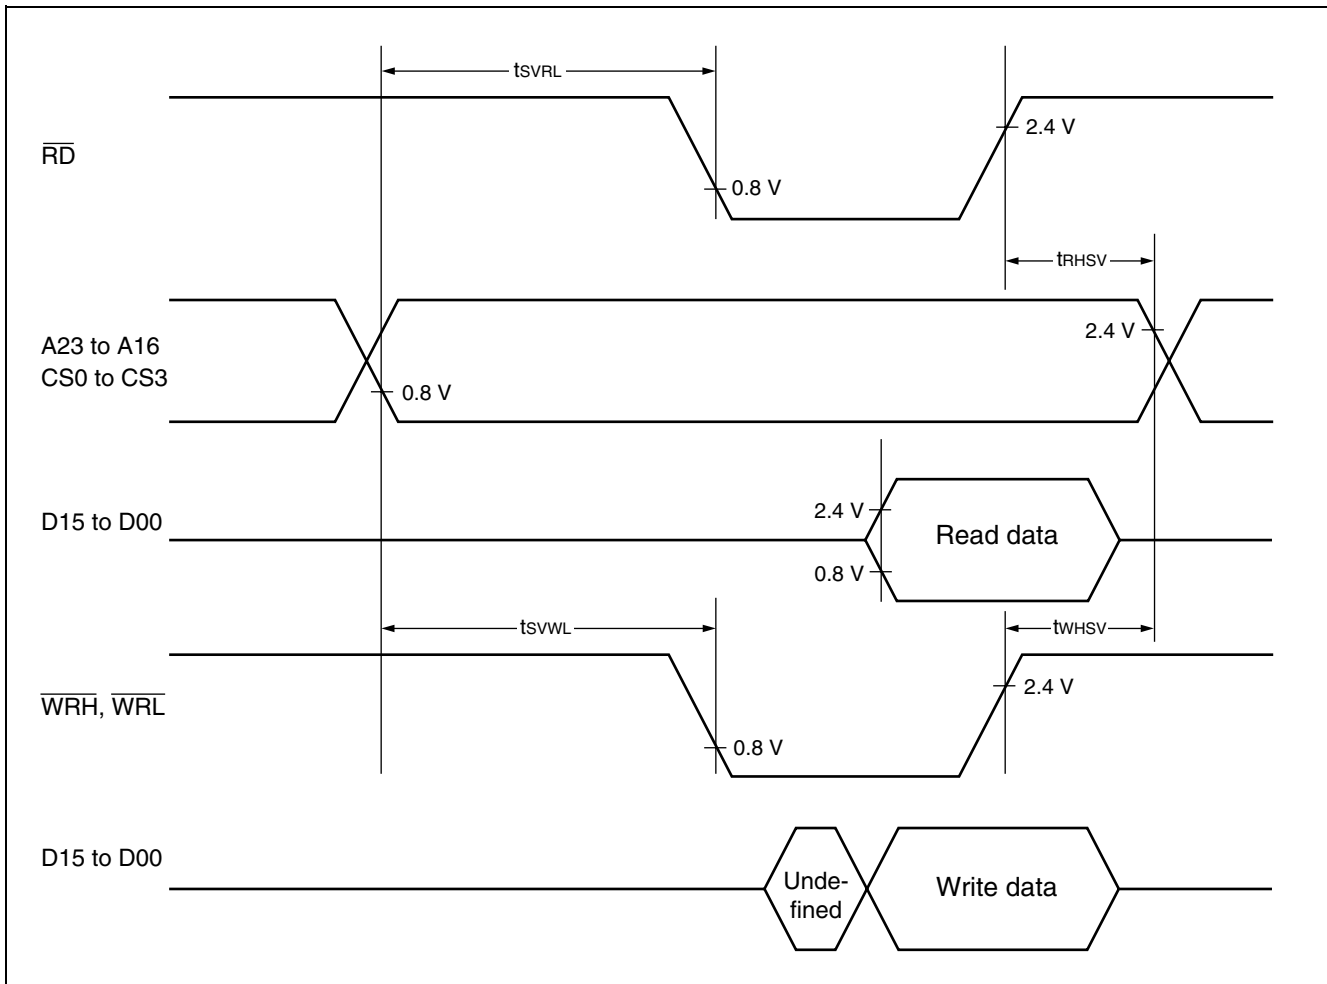 tSVRL
2.4 V
RD
0.8 V
tRHSV
2.4 V
A23 to A16
CS0 to CS3
0.8 V
2.4 V
D15 to D00
Read data
0.8 V
tSVWL
tWHSV
2.4 V
WRH, WRL
0.8 V
D15 to D00
Unde-
fined
Write data